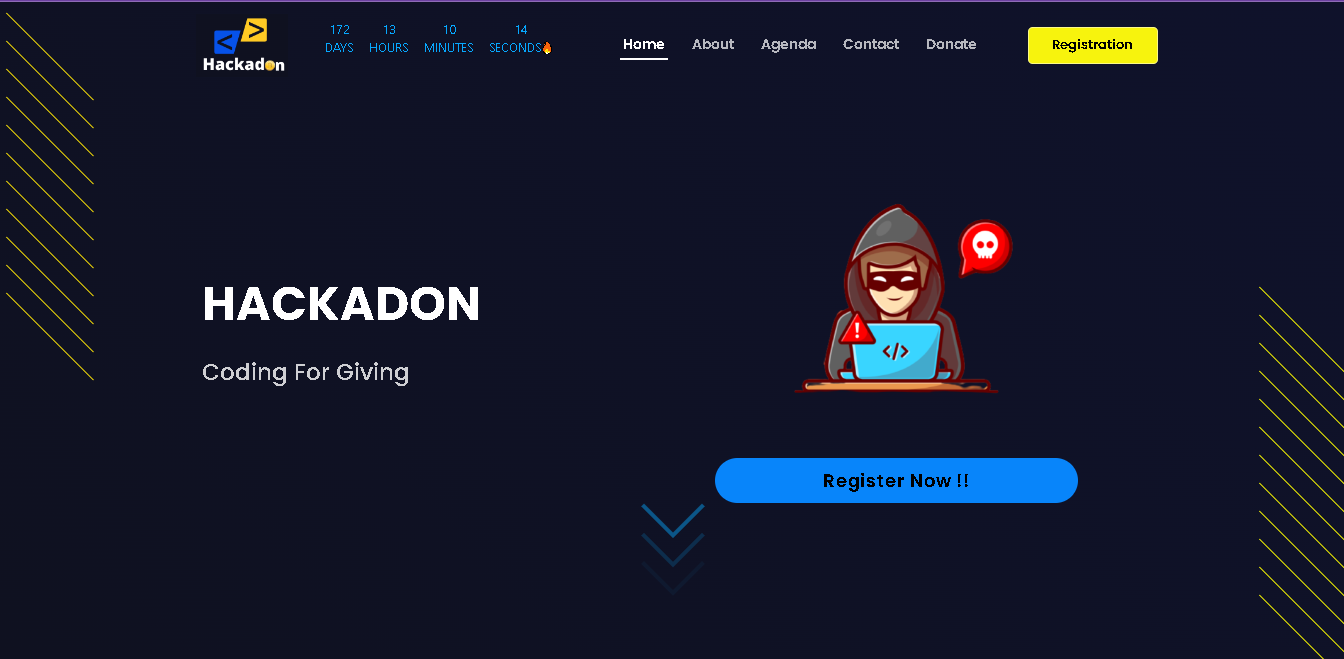 < >
Hackadon
172 13 10 14
DAYS HOURS MINUTES SECONDS🔥
Home About Agenda Contact Donate
Registration
HACKADON
Coding For Giving
!
</>
Register Now !!